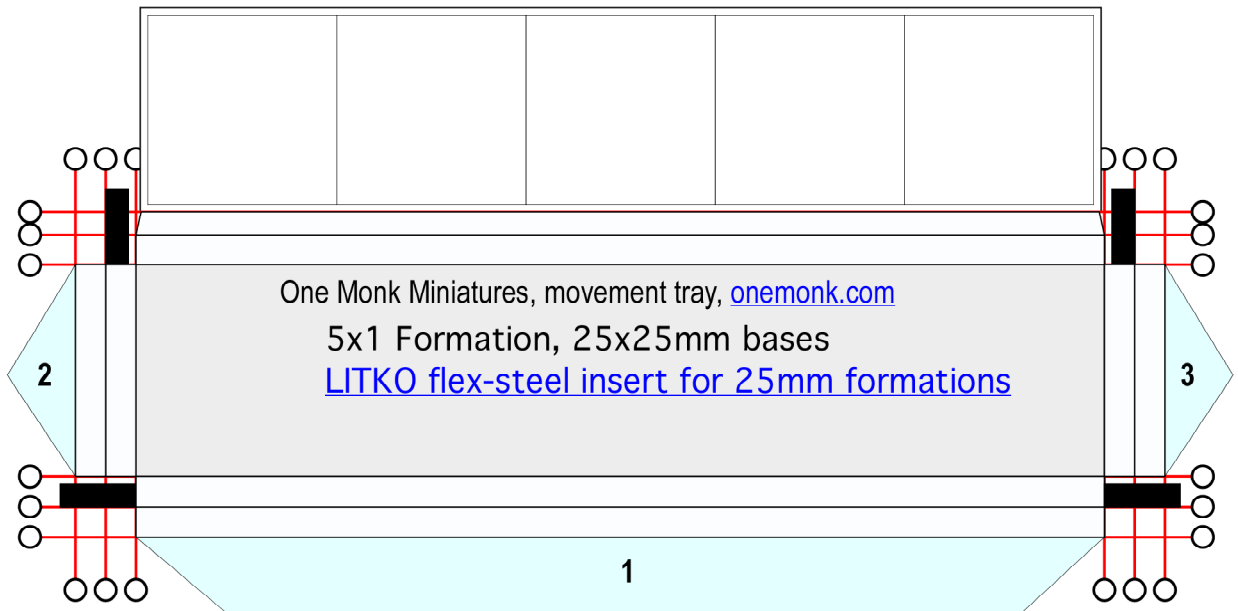 One Monk Miniatures, movement tray, onemonk.com
5x1 Formation, 25x25mm bases
LITKO flex-steel insert for 25mm formations
2
3
1